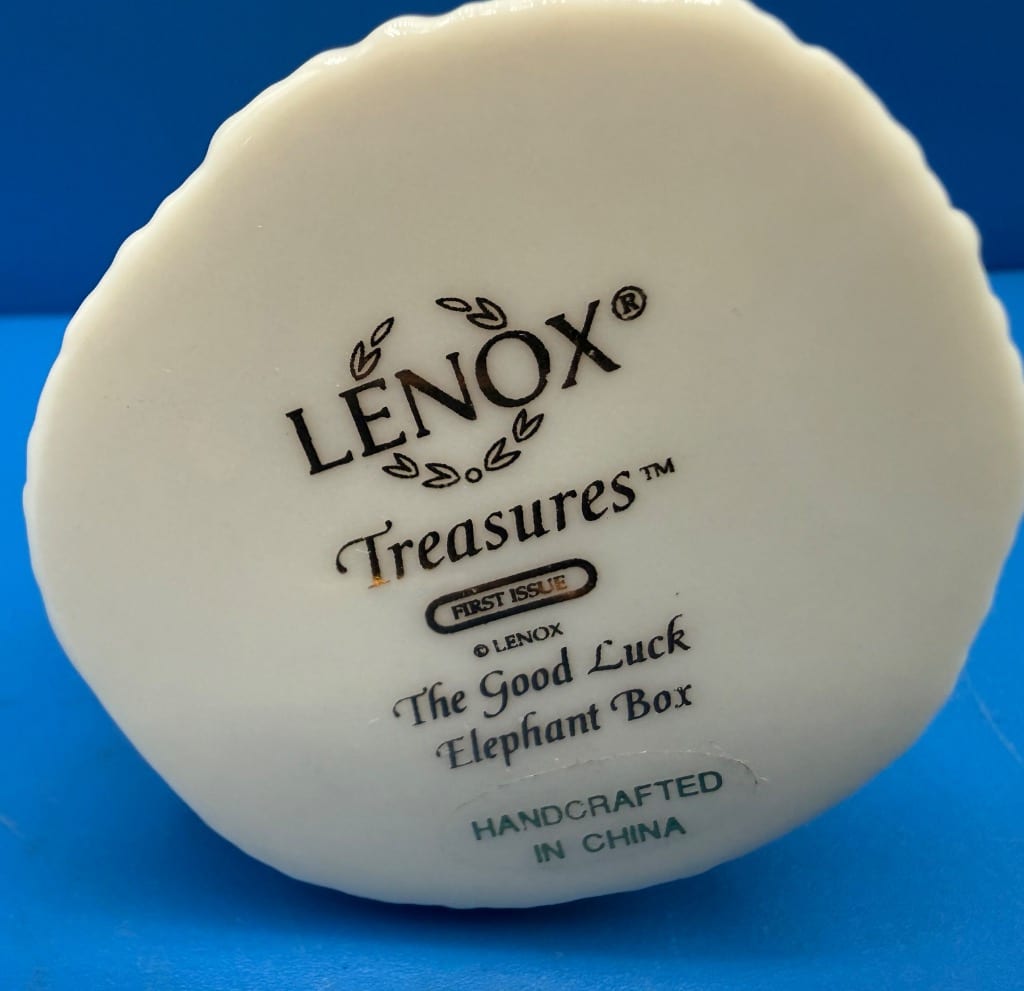 LENOX®
Treasures™
FIRST ISSUE
© LENOX
The Good Luck
Elephant Box
HANDCRAFTED
IN CHINA